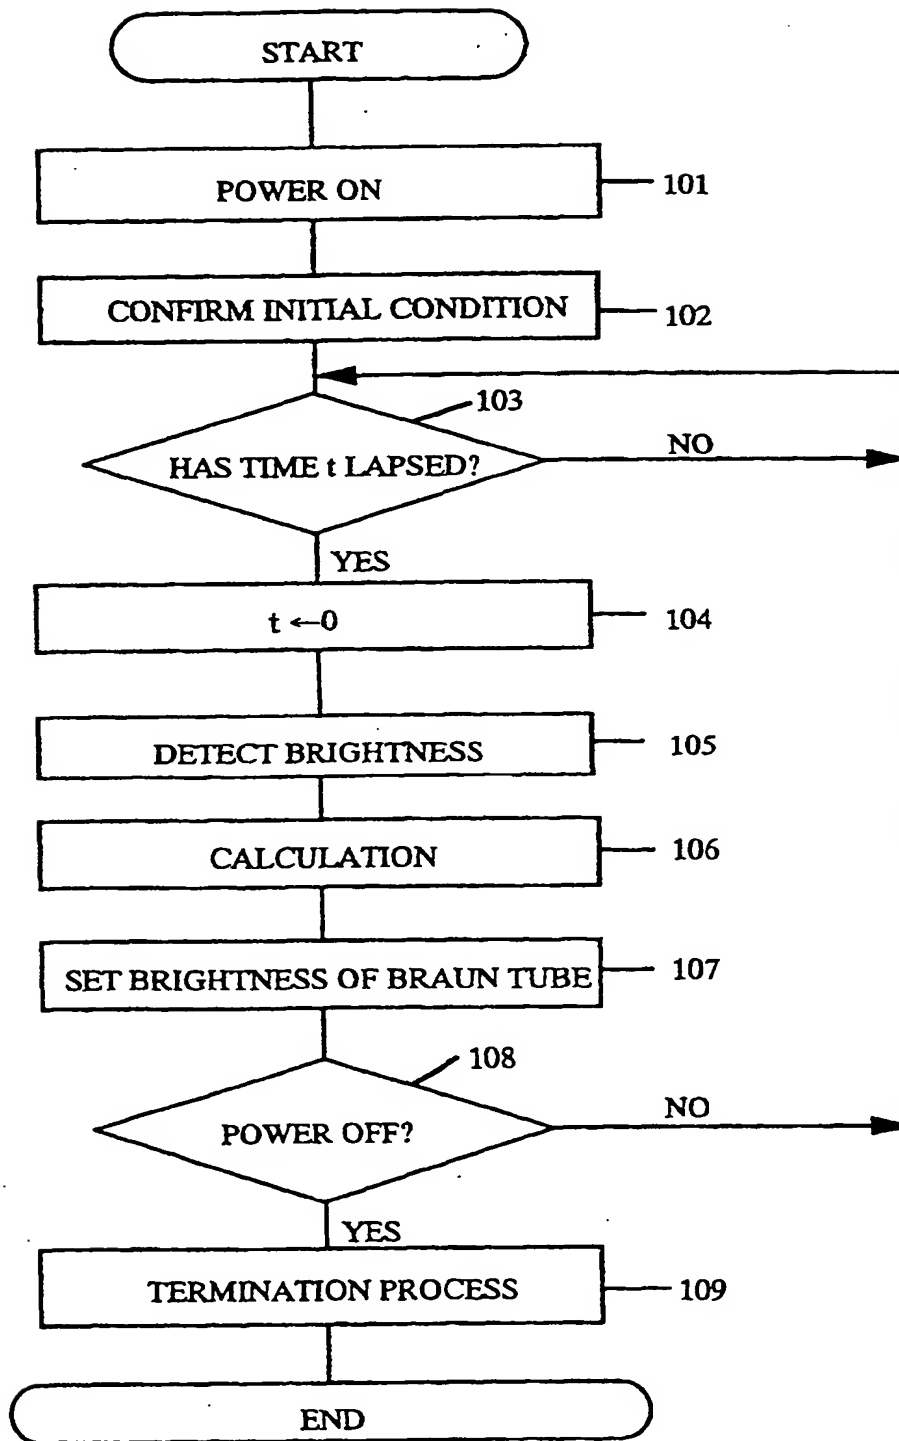 START
POWER ON
101
CONFIRM INITIAL CONDITION
102
103
HAS TIME t LAPSED?
NO
YES
t ←0
104
DETECT BRIGHTNESS
105
CALCULATION
106
SET BRIGHTNESS OF BRAUN TUBE
107
108
POWER OFF?
NO
YES
TERMINATION PROCESS
109
END